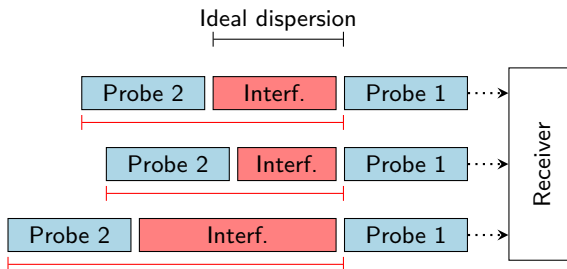 Ideal dispersion
Probe 2 Interf. Probe 1
Probe 2 Interf. Probe 1
Probe 2 Interf. Probe 1
Receiver